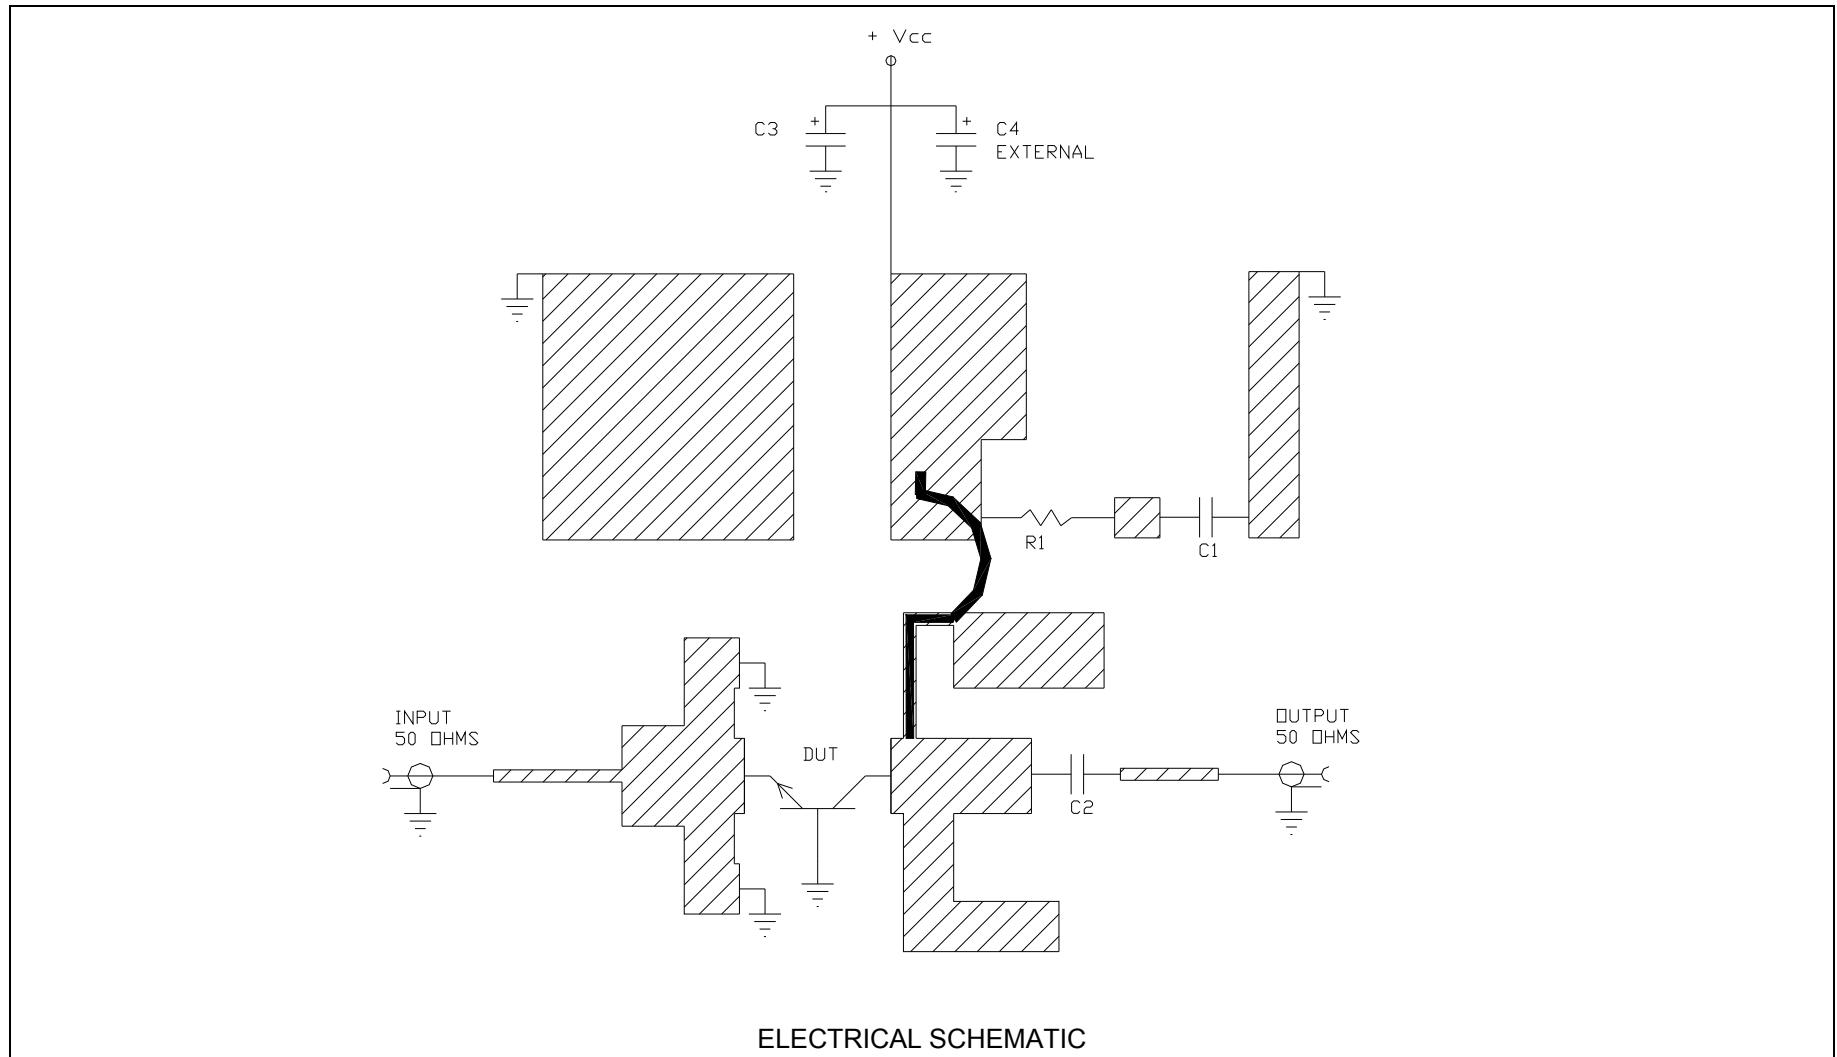 + Vcc
C3
+
+
C4
EXTERNAL
R1
C1
INPUT
50 OHMS
DUT
OUTPUT
50 OHMS
C2
ELECTRICAL SCHEMATIC